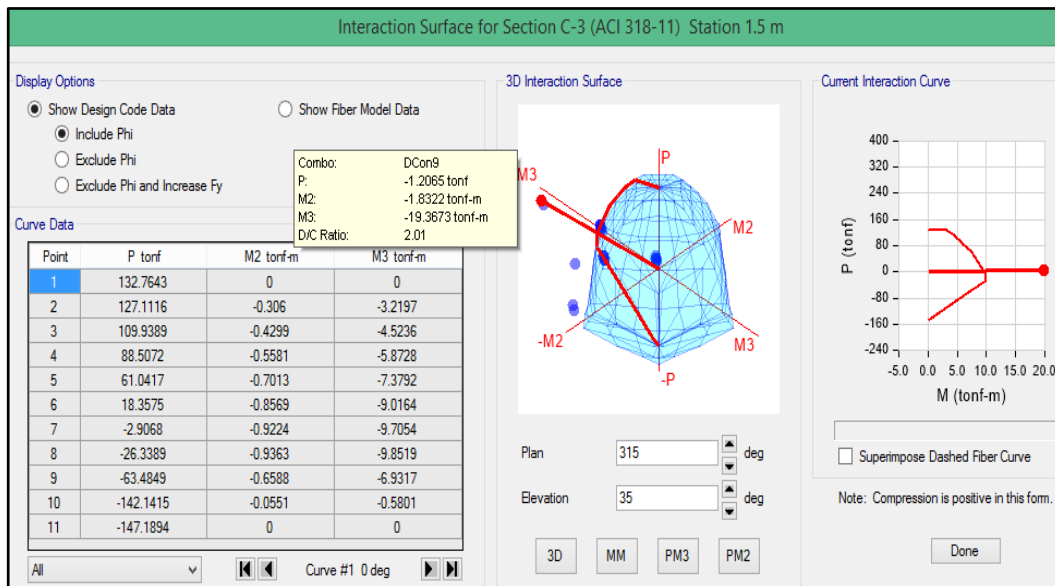 Interaction Surface for Section C-3 (ACI 318-11) Station 1.5 m
Display Options
Show Design Code Data
Show Fiber Model Data
Include Phi
Exclude Phi
Exclude Phi and Increase Fy
Combo: DCon9
P: -1.2065 tonf
M2: -1.8322 tonf-m
M3: -19.3673 tonf-m
D/C Ratio: 2.01
Curve Data
Point P tonf M2 tonf-m M3 tonf-m
1 132.7643 0 0
2 127.1116 -0.306 -3.2197
3 109.9389 -0.4299 -4.5236
4 88.5072 -0.5581 -5.8728
5 61.0417 -0.7013 -7.3792
6 18.3575 -0.8569 -9.0164
7 -2.9068 -0.9224 -9.7054
8 -26.3389 -0.9363 -9.8519
9 -63.4849 -0.6588 -6.9317
10 -142.1415 -0.0551 -0.5801
11 -147.1894 0 0
All
Curve #1 0 deg
3D Interaction Surface
P
M3
M2
-M2
M3
-P
Plan 315 deg
Elevation 35 deg
3D MM PM3 PM2
Current Interaction Curve
400
320
240
160
80
0
-80
-160
-240
P (tonf)
-5.0 0.0 5.0 10.0 15.0 20.0
M (tonf-m)
Superimpose Dashed Fiber Curve
Note: Compression is positive in this form.
Done